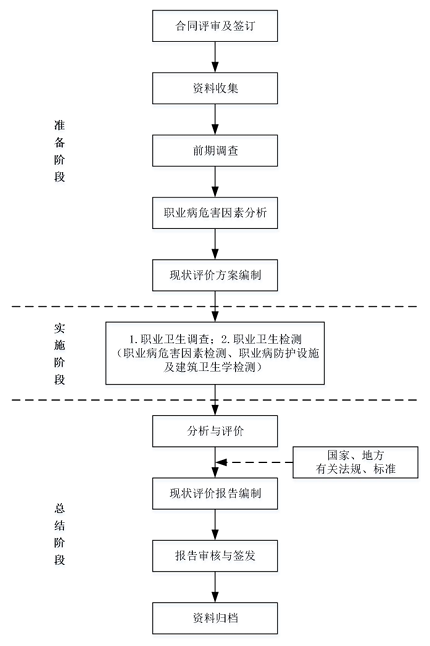 合同评审及签订
资料收集
准备阶段
前期调查
职业病危害因素分析
现状评价方案编制
实施阶段
1.职业卫生调查；2.职业卫生检测
（职业病危害因素检测、职业病防护设施
及建筑卫生学检测）
分析与评价
国家、地方
有关法规、标准
现状评价报告编制
总结阶段
报告审核与签发
资料归档